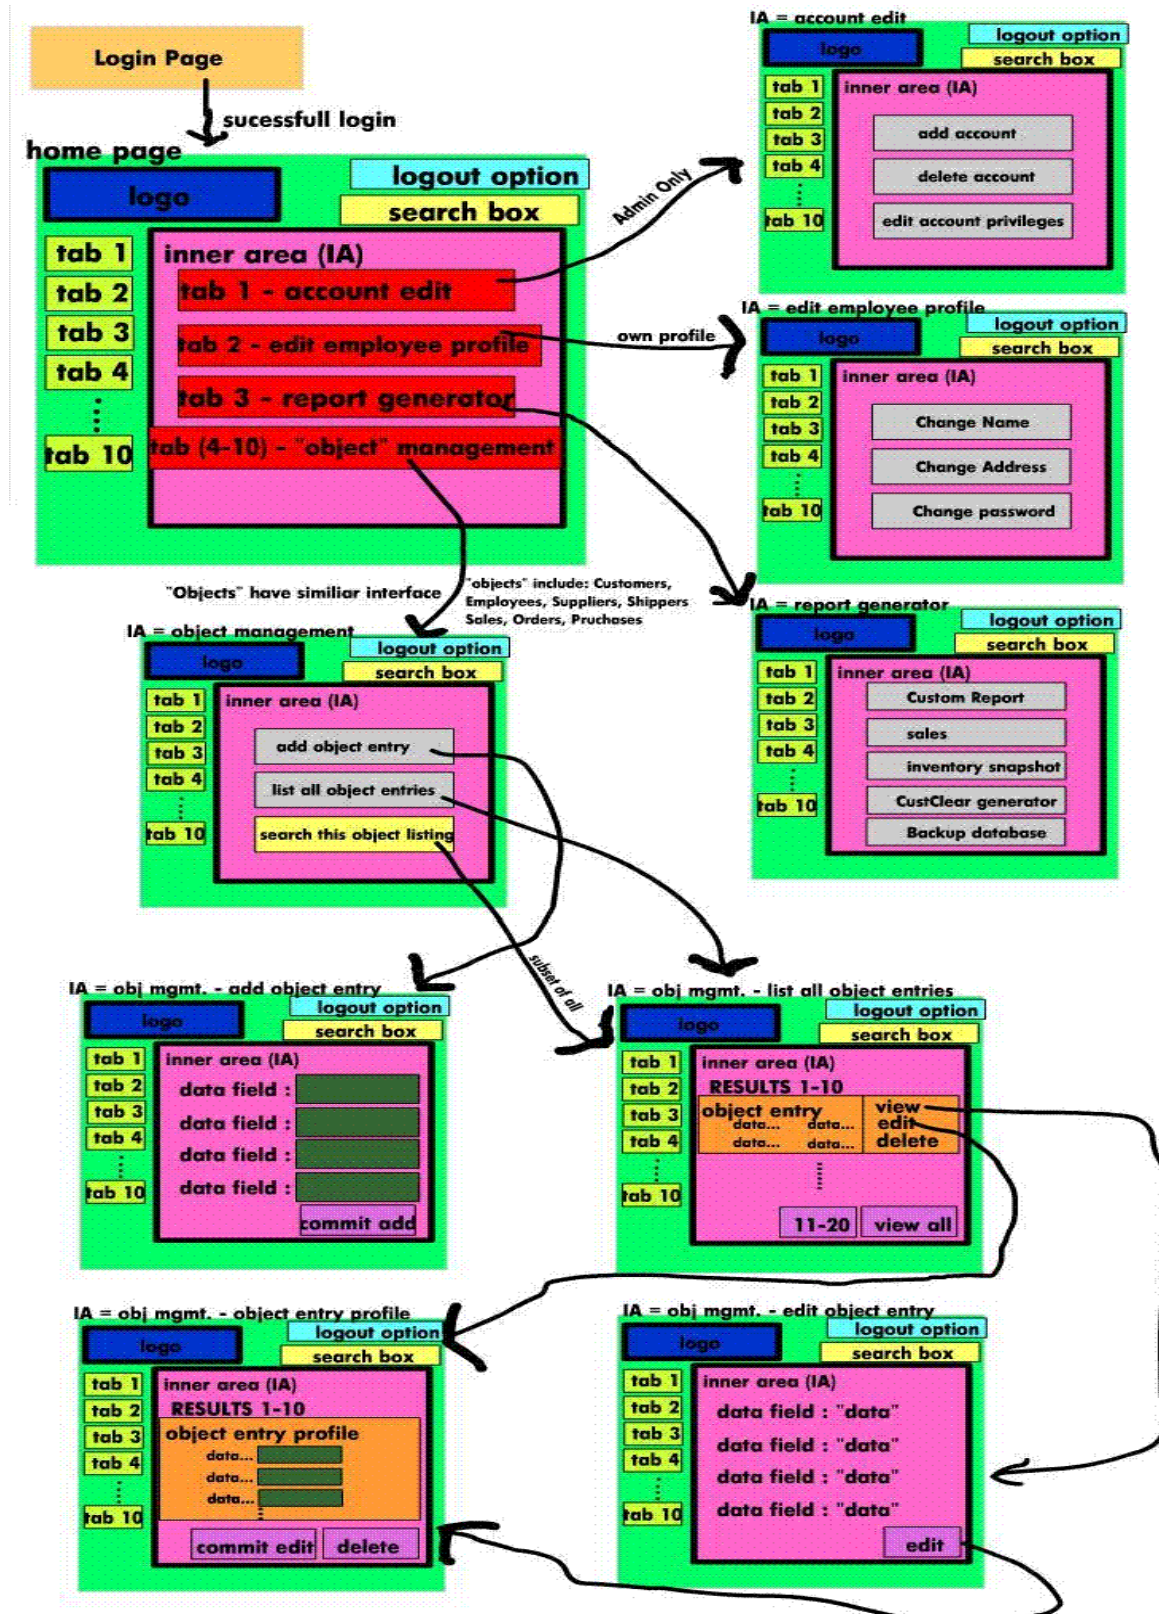 Login Page
sucessfull login
home page
logo
logout option
search box
tab 1
tab 2
tab 3
tab 4
tab 10
inner area (IA)
tab 1 - account edit
tab 2 - edit employee profile
tab 3 - report generator
tab (4-10) - "object" management
Admin Only
own profile
IA = account edit
logo
logout option
search box
tab 1
tab 2
tab 3
tab 4
tab 10
inner area (IA)
add account
delete account
edit account privileges
IA = edit employee profile
logo
logout option
search box
tab 1
tab 2
tab 3
tab 4
tab 10
inner area (IA)
Change Name
Change Address
Change password
IA = report generator
logo
logout option
search box
tab 1
tab 2
tab 3
tab 4
tab 10
inner area (IA)
Custom Report
sales
inventory snapshot
CustClear generator
Backup database
"Objects" have similiar interface
"objects" include: Customers,
Employees, Suppliers, Shippers
Sales, Orders, Pruchases
IA = object management
logo
logout option
search box
tab 1
tab 2
tab 3
tab 4
tab 10
inner area (IA)
add object entry
list all object entries
search this object listing
subset of all
IA = obj mgmt. - add object entry
logo
logout option
search box
tab 1
tab 2
tab 3
tab 4
tab 10
inner area (IA)
data field :
data field :
data field :
data field :
commit add
IA = obj mgmt. - list all object entries
logo
logout option
search box
tab 1
tab 2
tab 3
tab 4
tab 10
inner area (IA)
RESULTS 1-10
object entry
data... data...
data... data...
view
edit
delete
11-20
view all
IA = obj mgmt. - object entry profile
logo
logout option
search box
tab 1
tab 2
tab 3
tab 4
tab 10
inner area (IA)
RESULTS 1-10
object entry profile
data...
data...
data...
commit edit
delete
IA = obj mgmt. - edit object entry
logo
logout option
search box
tab 1
tab 2
tab 3
tab 4
tab 10
inner area (IA)
data field : "data"
data field : "data"
data field : "data"
data field : "data"
edit